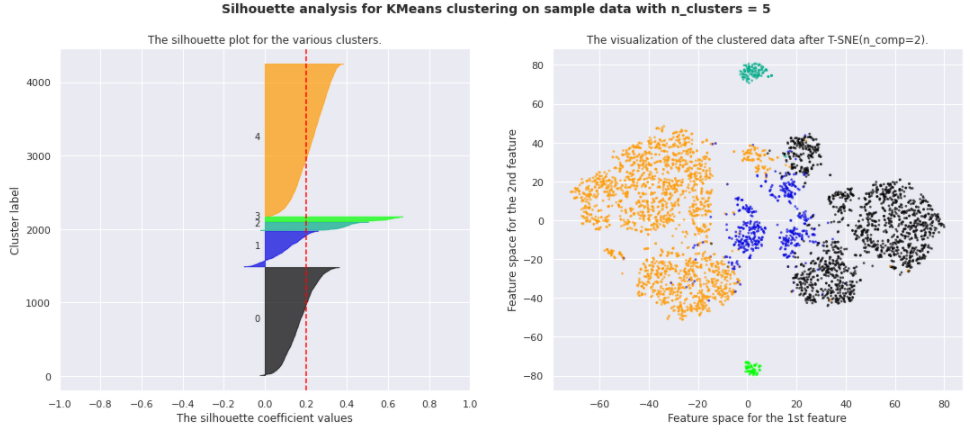 Silhouette analysis for KMeans clustering on sample data with n_clusters = 5
The silhouette plot for the various clusters.
Cluster label
4000
3000
2000
1000
0
4
3
2
1
0
−1.0 −0.8 −0.6 −0.4 −0.2 0.0 0.2 0.4 0.6 0.8 1.0
The silhouette coefficient values
The visualization of the clustered data after T-SNE(n_comp=2).
Feature space for the 2nd feature
80
60
40
20
0
−20
−40
−60
−80
−60 −40 −20 0 20 40 60 80
Feature space for the 1st feature